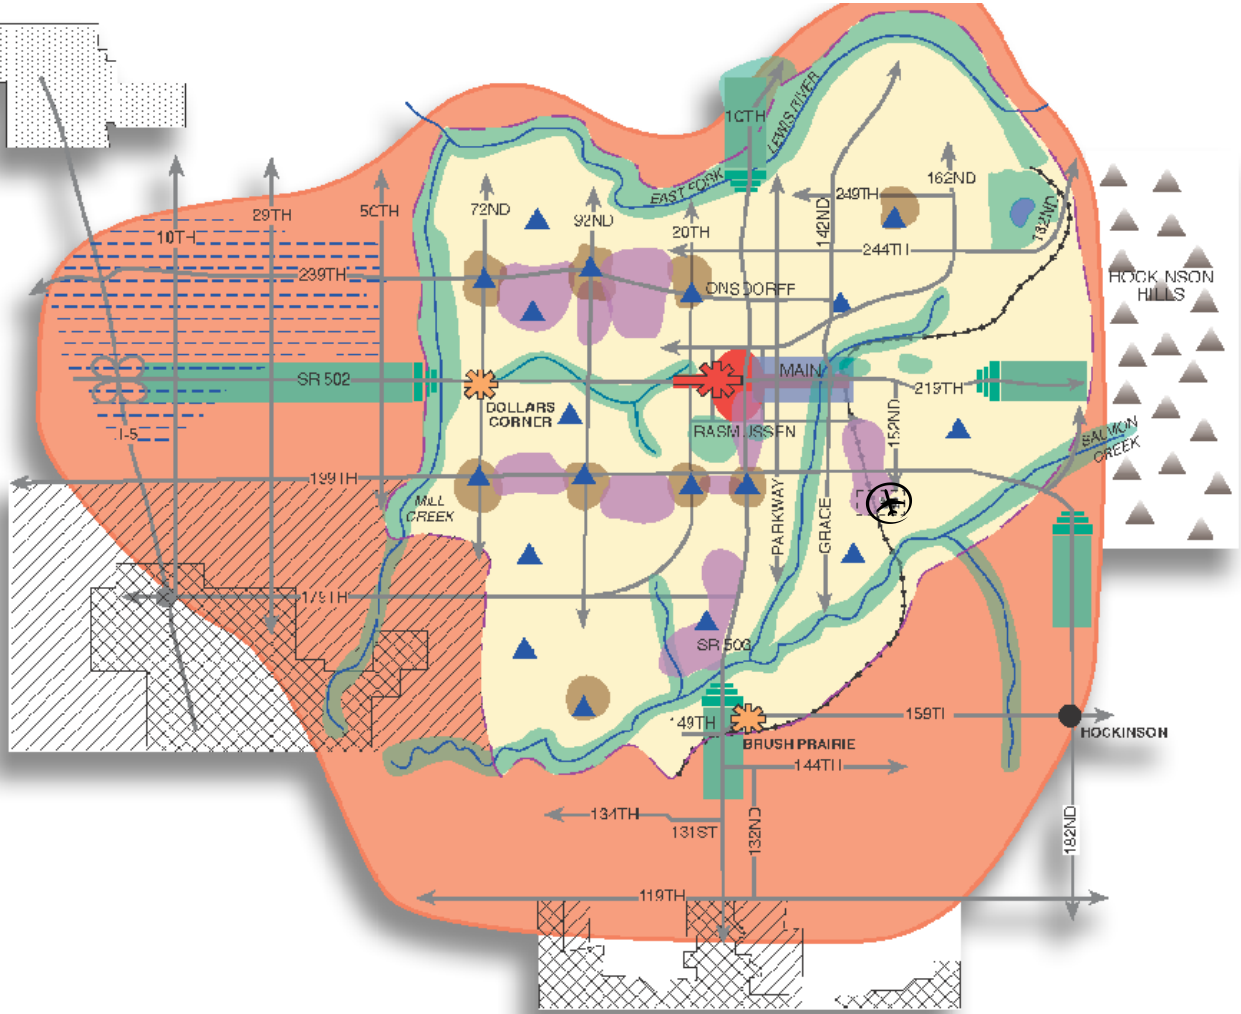 10TH
LEWIS RIVER
EAST FORK
162ND
249TH
182ND
29TH
50TH
72ND
92ND
142ND
10TH
20TH
244TH
239TH
ONSDORFF
HOCKINSON
HILLS
SR 502
MAIN
219TH
DOLLARS
CORNER
152ND
RASMUSSEN
I-5
SALMON
CREEK
199TH
MILL
CREEK
PARKWAY
GRACE
179TH
SR 503
149TH
159TH
HOCKINSON
BRUSH PRAIRIE
144TH
134TH
131ST
132ND
182ND
119TH